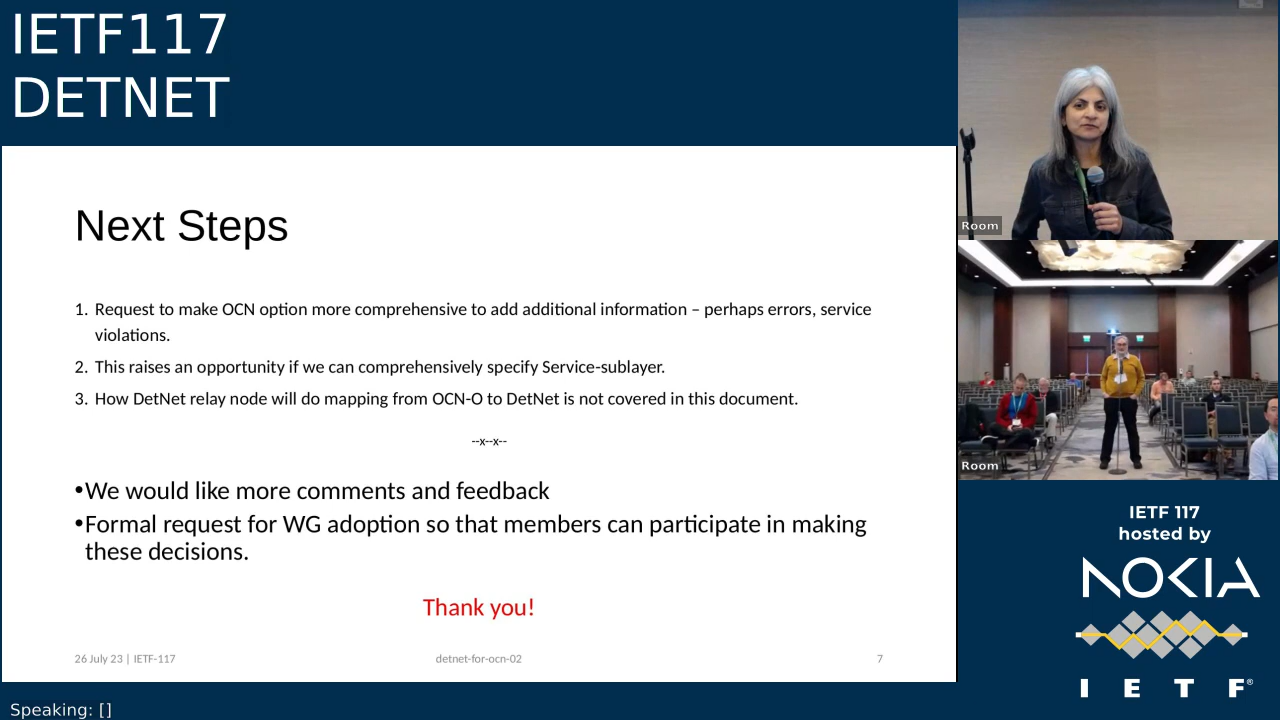 IETF117
DETNET
Next Steps
1. Request to make OCN option more comprehensive to add additional information – perhaps errors, service
violations.
2. This raises an opportunity if we can comprehensively specify Service-sublayer.
3. How DetNet relay node will do mapping from OCN-O to DetNet is not covered in this document.
--x--x--
•We would like more comments and feedback
•Formal request for WG adoption so that members can participate in making
these decisions.
Thank you!
26 July 23 | IETF-117
detnet-for-ocn-02
7
Room
Room
IETF 117
hosted by
NOKIA
I E T F®
Speaking: []